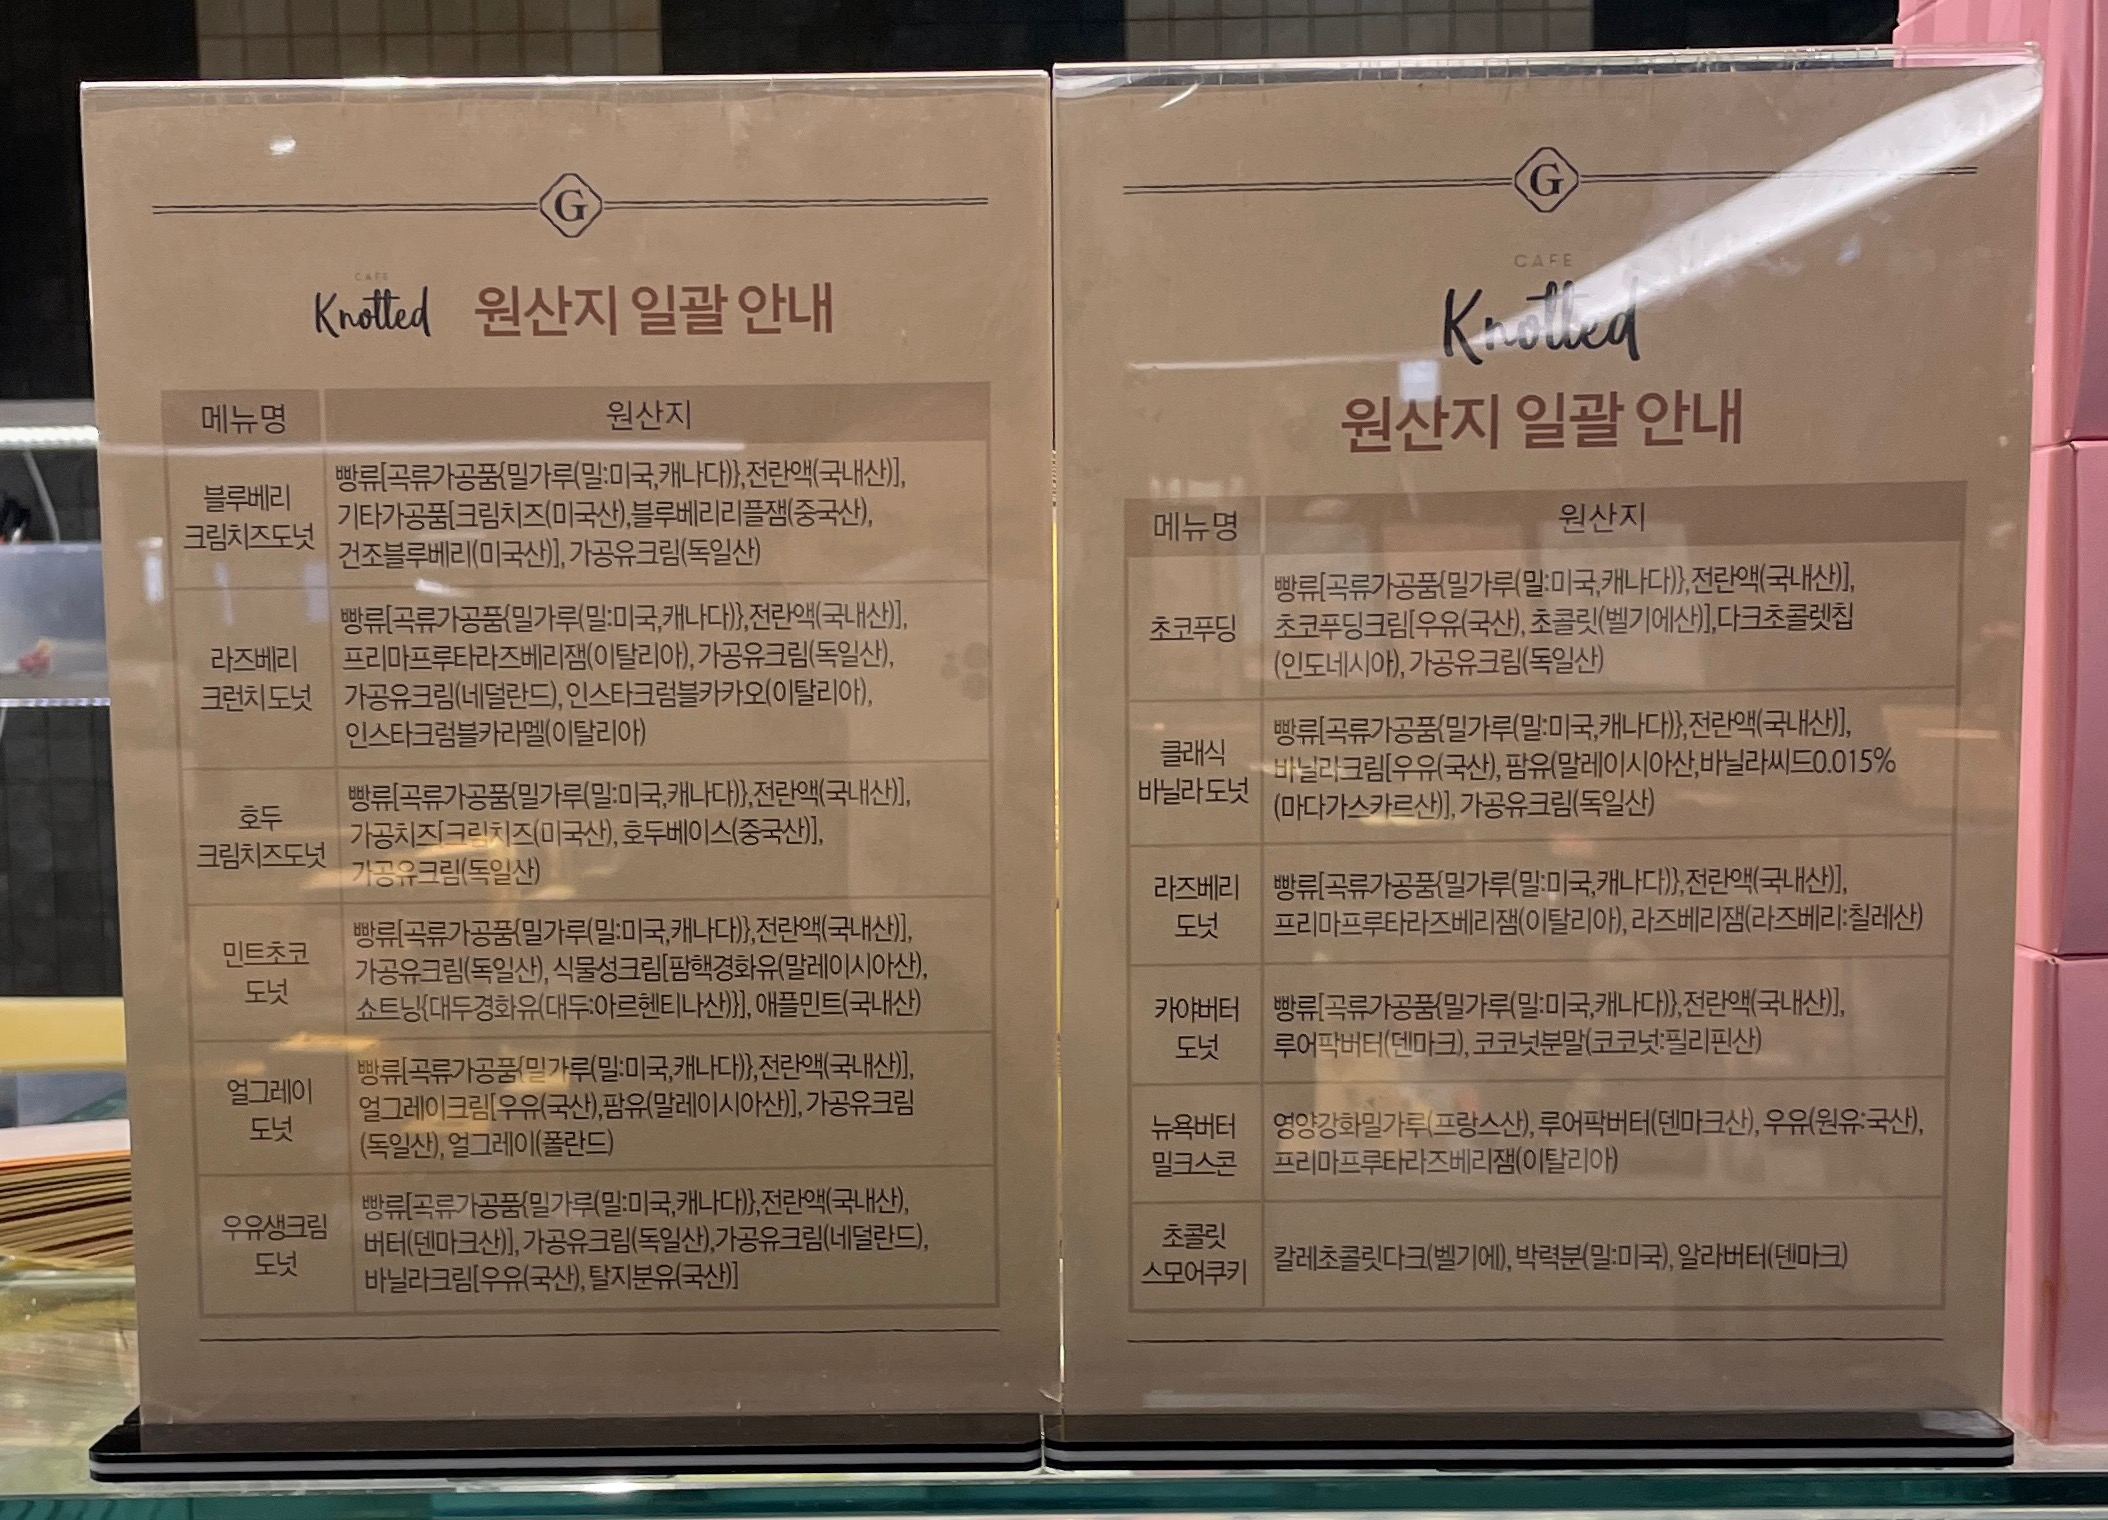 G
CAFE
Knotted 원산지 일괄 안내
메뉴명 원산지
블루베리
크림치즈도넛
빵류[곡류가공품{밀가루(밀:미국,캐나다)},전란액(국내산)],
기타가공품[크림치즈(미국산),블루베리리플잼(중국산),
건조블루베리(미국산)], 가공유크림(독일산)
라즈베리
크런치도넛
빵류[곡류가공품{밀가루(밀:미국,캐나다)},전란액(국내산)],
프리마프루타라즈베리잼(이탈리아), 가공유크림(독일산),
가공유크림(네덜란드), 인스타크럼블카카오(이탈리아),
인스타크럼블카라멜(이탈리아)
호두
크림치즈도넛
빵류[곡류가공품{밀가루(밀:미국,캐나다)},전란액(국내산)],
가공치즈[크림치즈(미국산), 호두베이스(중국산)],
가공유크림(독일산)
민트초코
도넛
빵류[곡류가공품{밀가루(밀:미국,캐나다)},전란액(국내산)],
가공유크림(독일산), 식물성크림[팜핵경화유(말레이시아산),
쇼트닝{대두경화유(대두:아르헨티나산)}], 애플민트(국내산)
얼그레이
도넛
빵류[곡류가공품{밀가루(밀:미국,캐나다)},전란액(국내산)],
얼그레이크림[우유(국산),팜유(말레이시아산)], 가공유크림
(독일산), 얼그레이(폴란드)
우유생크림
도넛
빵류[곡류가공품{밀가루(밀:미국,캐나다)},전란액(국내산),
버터(덴마크산)], 가공유크림(독일산),가공유크림(네덜란드),
바닐라크림[우유(국산), 탈지분유(국산)]
G
CAFE
Knotted
원산지 일괄 안내
메뉴명 원산지
초코푸딩
빵류[곡류가공품{밀가루(밀:미국,캐나다)},전란액(국내산)],
초코푸딩크림[우유(국산), 초콜릿(벨기에산)],다크초콜렛칩
(인도네시아), 가공유크림(독일산)
클래식
바닐라도넛
빵류[곡류가공품{밀가루(밀:미국,캐나다)},전란액(국내산)],
바닐라크림[우유(국산), 팜유(말레이시아산,바닐라씨드0.015%
(마다가스카르산)], 가공유크림(독일산)
라즈베리
도넛
빵류[곡류가공품{밀가루(밀:미국,캐나다)},전란액(국내산)],
프리마프루타라즈베리잼(이탈리아), 라즈베리잼(라즈베리:칠레산)
카야버터
도넛
빵류[곡류가공품{밀가루(밀:미국,캐나다)},전란액(국내산)],
루어팍버터(덴마크), 코코넛분말(코코넛:필리핀산)
뉴욕버터
밀크스콘
영양강화밀가루(프랑스산), 루어팍버터(덴마크산), 우유(원유:국산),
프리마프루타라즈베리잼(이탈리아)
초콜릿
스모어쿠키
칼레초콜릿다크(벨기에), 박력분(밀:미국), 알라버터(덴마크)